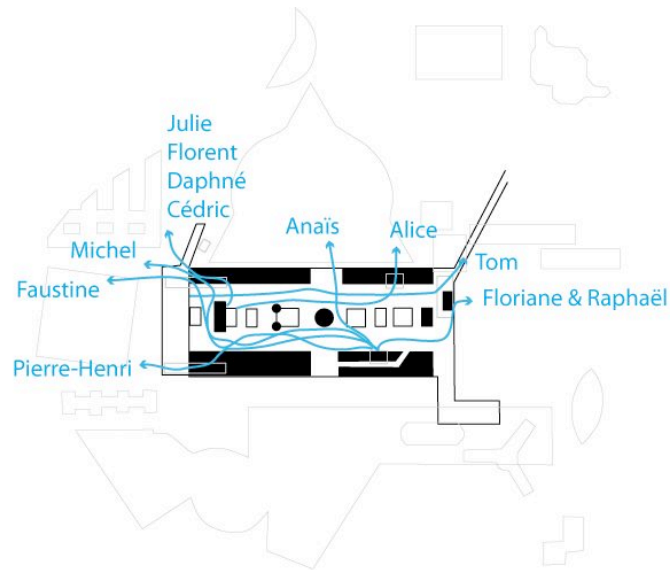 Julie
Florent
Daphné
Cédric
Michel
Faustine
Anaïs
Alice
Tom
Floriane & Raphaël
Pierre-Henri